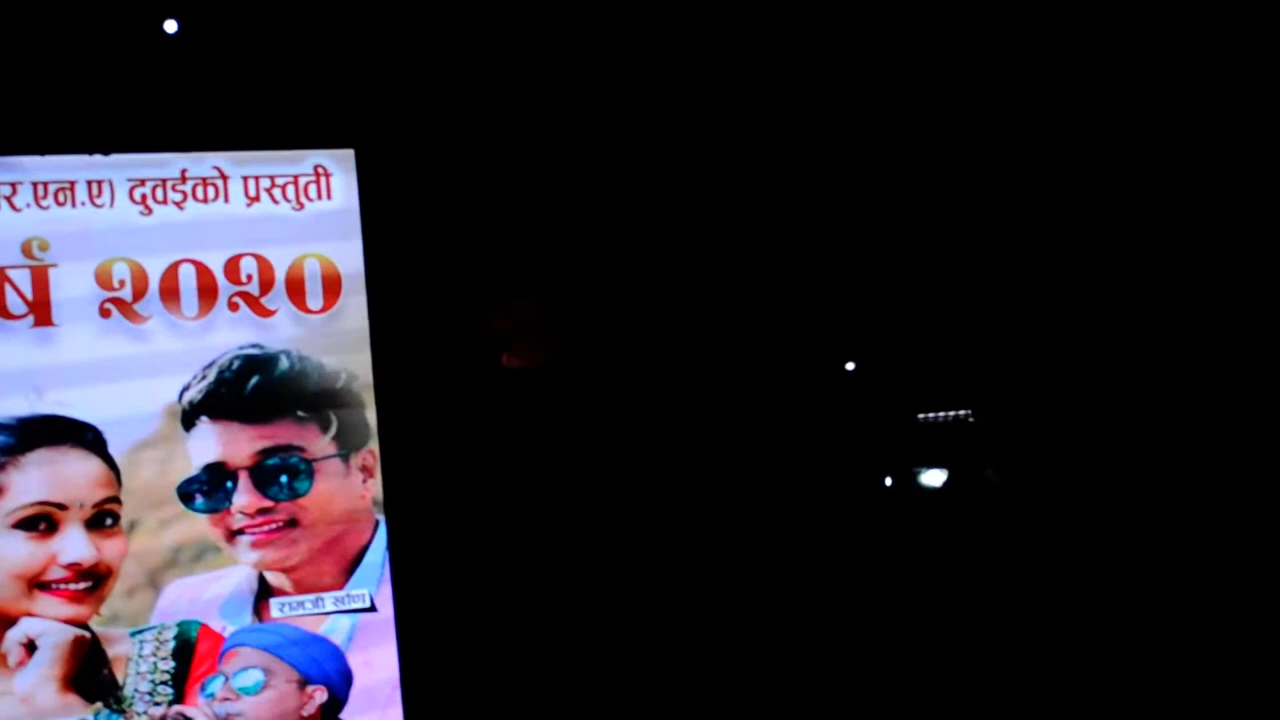 र.एन.ए) दुवईको प्रस्तुती
र्षं २०२०
रामजी खाँण